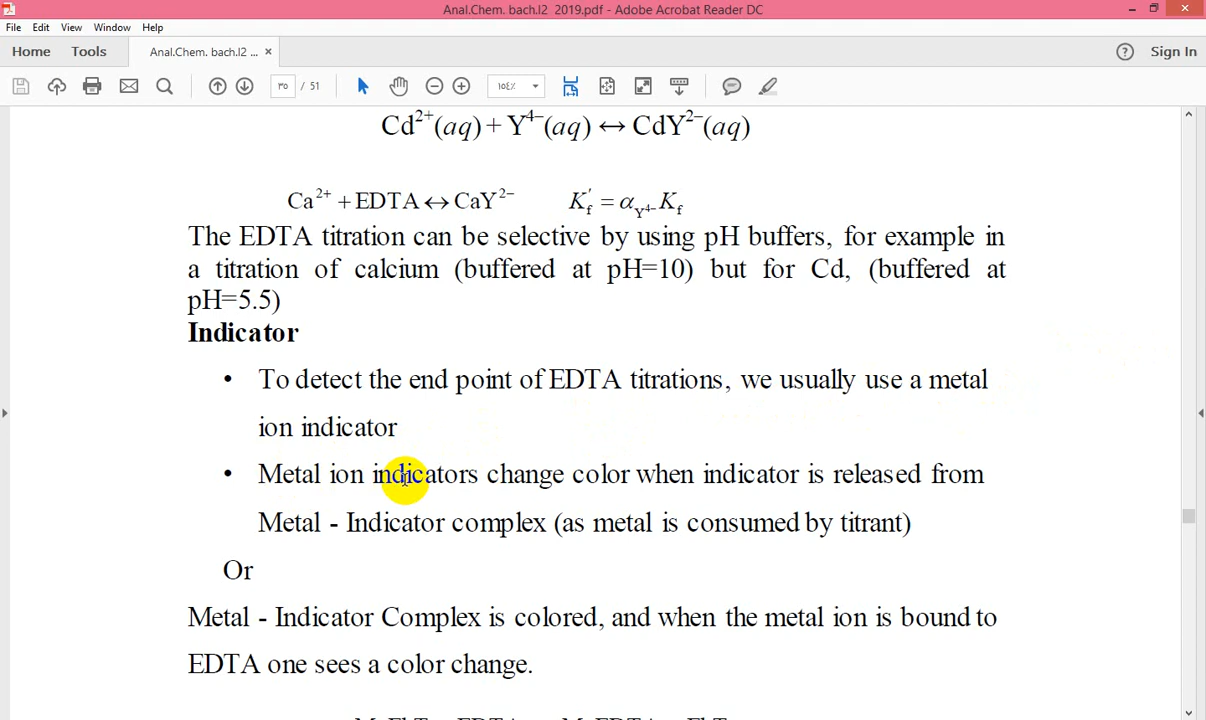 Anal.Chem. bach.l2 2019.pdf - Adobe Acrobat Reader DC
File Edit View Window Help
Home Tools Anal.Chem. bach.l2 ... × Sign In
٣٥ / 51 ١٥٤٪
Cd²⁺(aq) + Y⁴⁻(aq) ↔ CdY²⁻(aq)
Ca²⁺ + EDTA ↔ CaY²⁻ K′f = αY⁴⁻ Kf
The EDTA titration can be selective by using pH buffers, for example in
a titration of calcium (buffered at pH=10) but for Cd, (buffered at
pH=5.5)
Indicator
• To detect the end point of EDTA titrations, we usually use a metal
ion indicator
• Metal ion indicators change color when indicator is released from
Metal - Indicator complex (as metal is consumed by titrant)
Or
Metal - Indicator Complex is colored, and when the metal ion is bound to
EDTA one sees a color change.